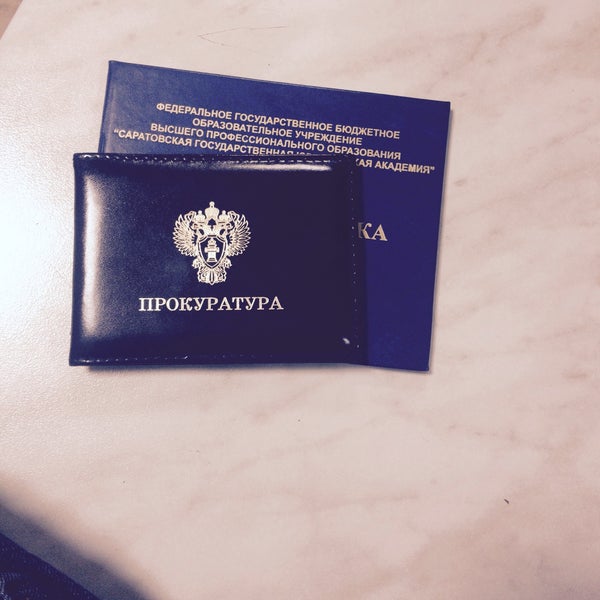 ФЕДЕРАЛЬНОЕ ГОСУДАРСТВЕННОЕ БЮДЖЕТНОЕ
ОБРАЗОВАТЕЛЬНОЕ УЧРЕЖДЕНИЕ
ВЫСШЕГО ПРОФЕССИОНАЛЬНОГО ОБРАЗОВАНИЯ
"САРАТОВСКАЯ ГОСУДАРСТВЕННАЯ АКАДЕМИЯ"
КА
ПРОКУРАТУРА